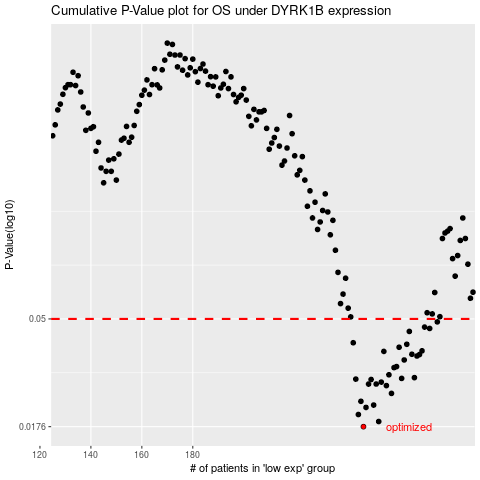 Cumulative P-Value plot for OS under DYRK1B expression
P-Value(log10)
0.05
0.0176
optimized
120 140 160 180
# of patients in 'low exp' group